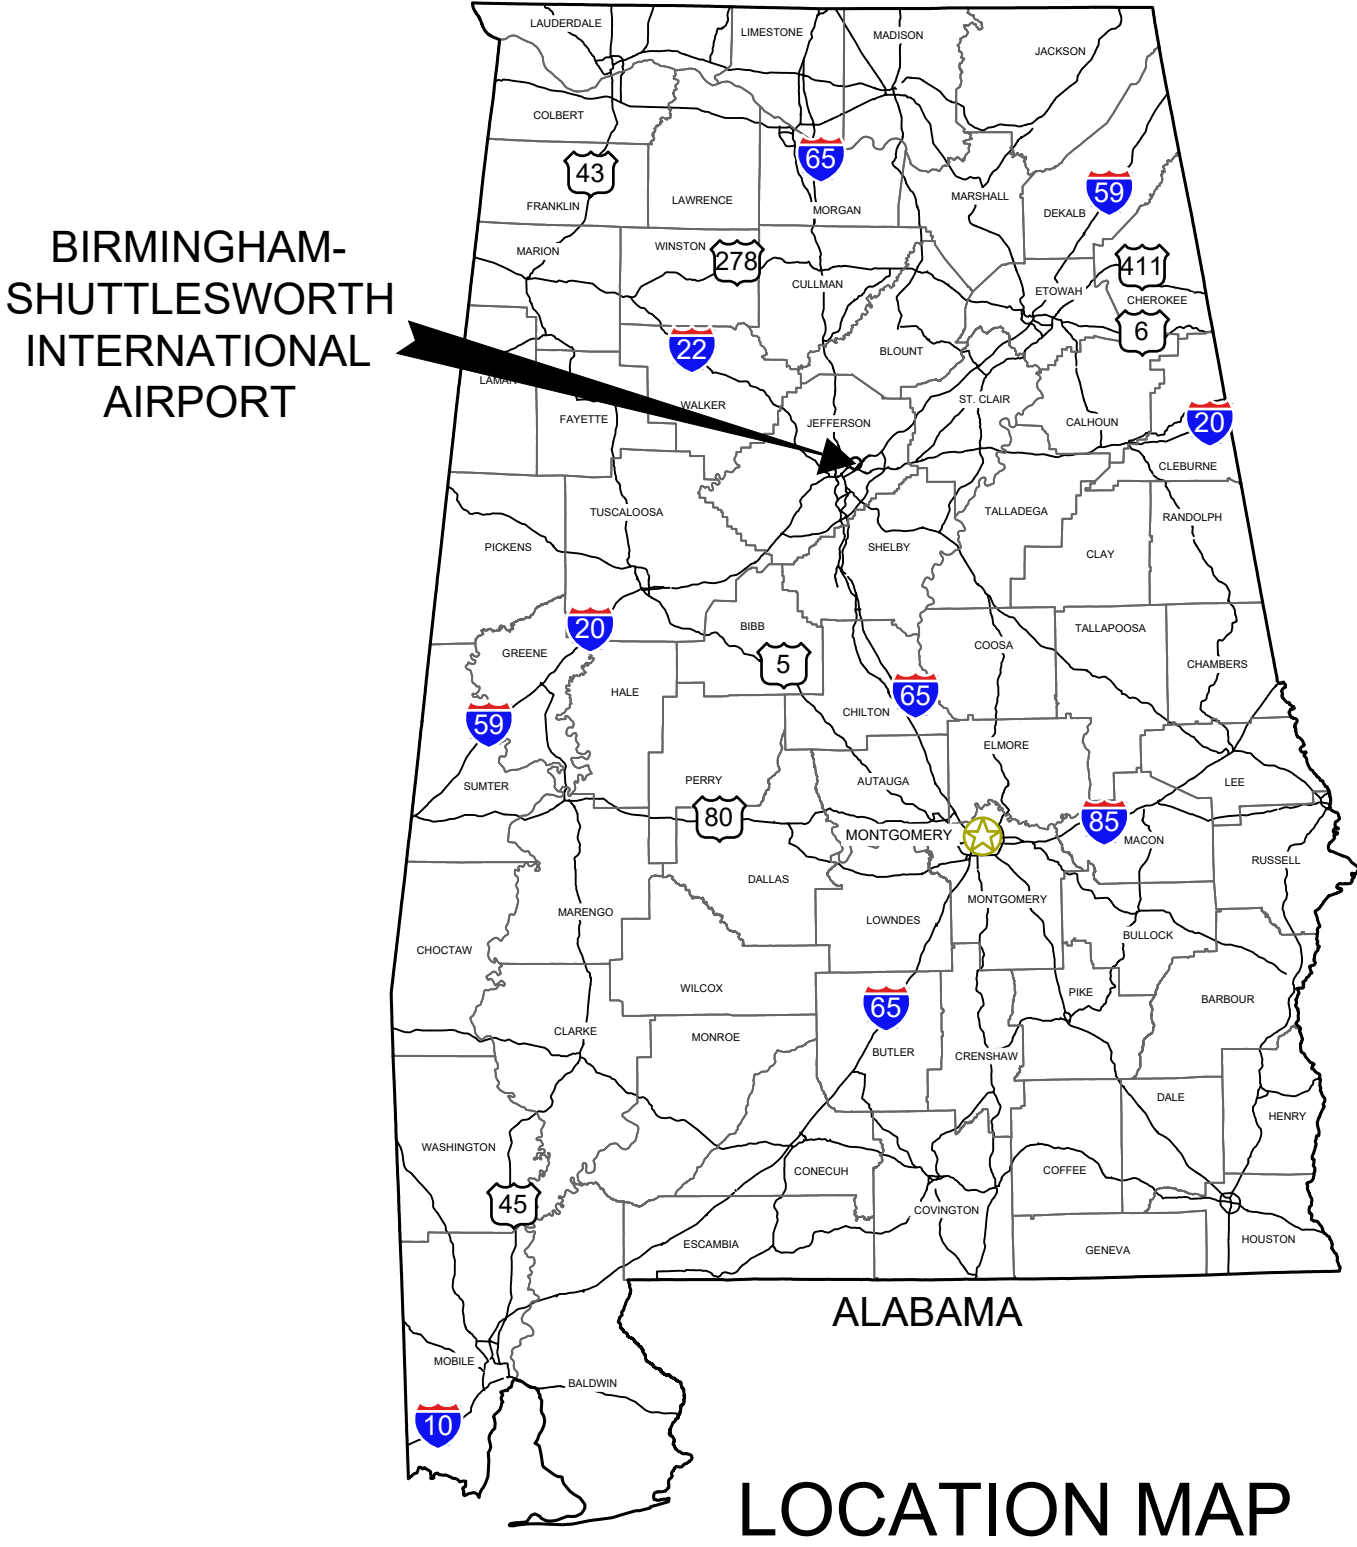 LAUDERDALE
LIMESTONE
MADISON
JACKSON
COLBERT
65
43
59
FRANKLIN
LAWRENCE
MORGAN
MARSHALL
DEKALB
BIRMINGHAM-
SHUTTLESWORTH
INTERNATIONAL
AIRPORT
MARION
WINSTON
278
CULLMAN
411
ETOWAH
CHEROKEE
6
22
BLOUNT
LAMAR
WALKER
FAYETTE
JEFFERSON
ST. CLAIR
CALHOUN
20
CLEBURNE
TUSCALOOSA
TALLADEGA
RANDOLPH
PICKENS
SHELBY
CLAY
20
BIBB
TALLAPOOSA
GREENE
5
COOSA
CHAMBERS
HALE
65
CHILTON
59
ELMORE
SUMTER
PERRY
AUTAUGA
LEE
80
MONTGOMERY
85
MACON
RUSSELL
DALLAS
MARENGO
LOWNDES
MONTGOMERY
BULLOCK
CHOCTAW
WILCOX
PIKE
BARBOUR
65
CLARKE
MONROE
BUTLER
CRENSHAW
DALE
HENRY
WASHINGTON
CONECUH
COFFEE
45
COVINGTON
ESCAMBIA
GENEVA
HOUSTON
ALABAMA
MOBILE
BALDWIN
10
LOCATION MAP